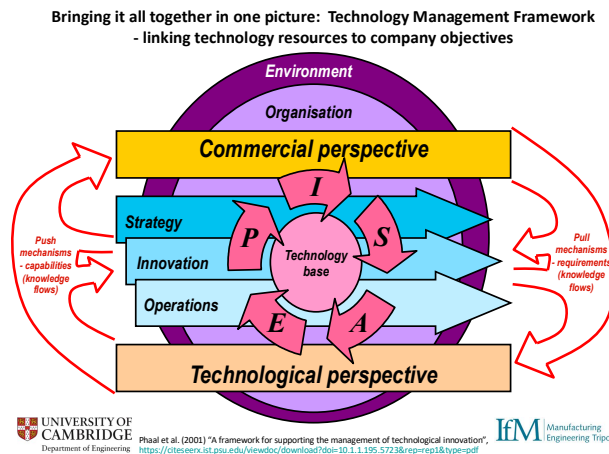 Bringing it all together in one picture: Technology Management Framework
- linking technology resources to company objectives
Environment
Organisation
Commercial perspective
I
Strategy
P
S
Technology
base
Innovation
Operations
E
A
Technological perspective
Push
mechanisms
- capabilities
(knowledge
flows)
Pull
mechanisms
- requirements
(knowledge
flows)
UNIVERSITY OF
CAMBRIDGE
Department of Engineering
Phaal et al. (2001) “A framework for supporting the management of technological innovation”,
https://citeseerx.ist.psu.edu/viewdoc/download?doi=10.1.1.195.5723&rep=rep1&type=pdf
IfM
Manufacturing
Engineering Tripo